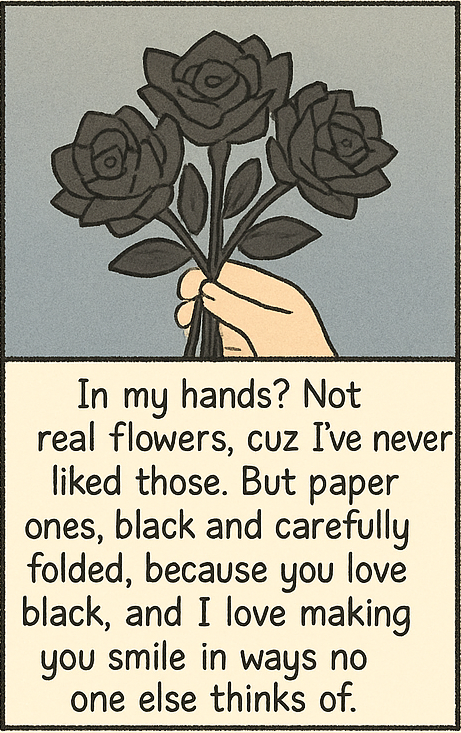 In my hands? Not
real flowers, cuz I've never
liked those. But paper
ones, black and carefully
folded, because you love
black, and I love making
you smile in ways no
one else thinks of.